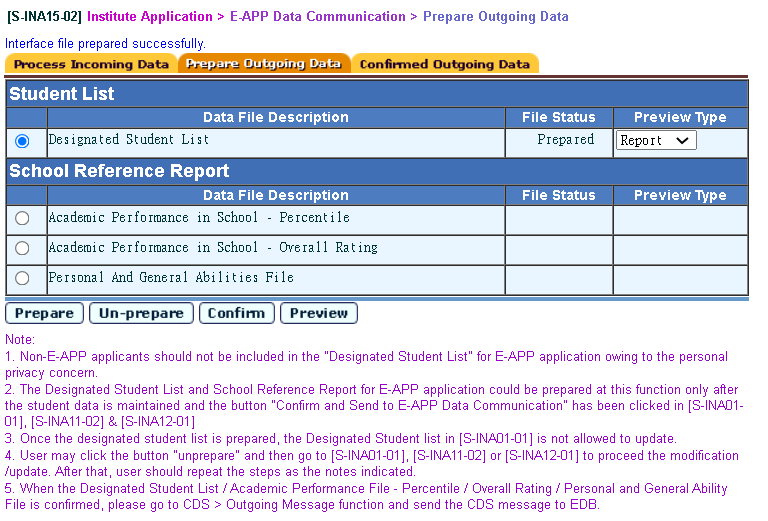 [S-INA15-02] Institute Application > E-APP Data Communication > Prepare Outgoing Data
Interface file prepared successfully.
Process Incoming Data Prepare Outgoing Data Confirmed Outgoing Data
Student List
Data File Description File Status Preview Type
Designated Student List Prepared Report
School Reference Report
Data File Description File Status Preview Type
Academic Performance in School - Percentile
Academic Performance in School - Overall Rating
Personal And General Abilities File
Prepare Un-prepare Confirm Preview
Note:
1. Non-E-APP applicants should not be included in the "Designated Student List" for E-APP application owing to the personal
privacy concern.
2. The Designated Student List and School Reference Report for E-APP application could be prepared at this function only after
the student data is maintained and the button "Confirm and Send to E-APP Data Communication" has been clicked in [S-INA01-
01], [S-INA11-02] & [S-INA12-01]
3. Once the designated student list is prepared, the Designated Student list in [S-INA01-01] is not allowed to update.
4. User may click the button "unprepare" and then go to [S-INA01-01], [S-INA11-02] or [S-INA12-01] to proceed the modification
/update. After that, user should repeat the steps as the notes indicated.
5. When the Designated Student List / Academic Performance File - Percentile / Overall Rating / Personal and General Ability
File is confirmed, please go to CDS > Outgoing Message function and send the CDS message to EDB.